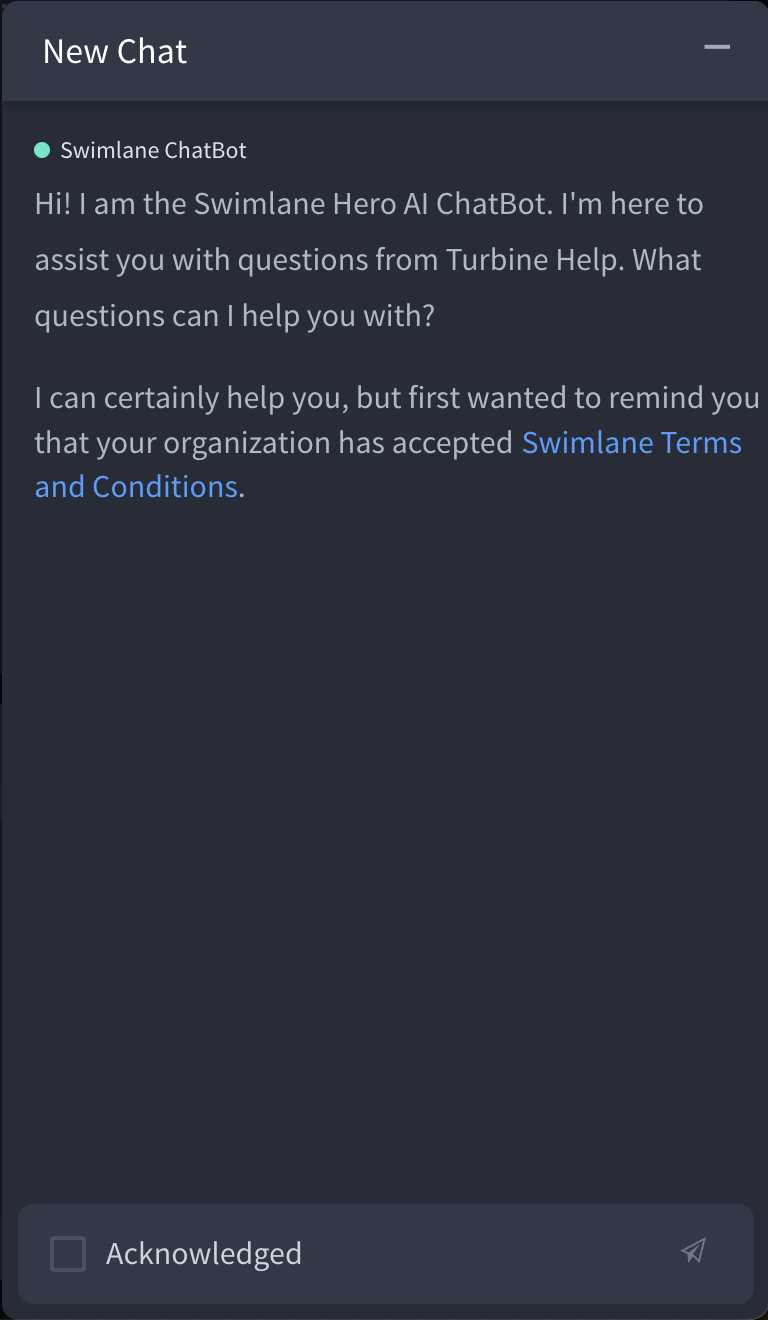 New Chat
Swimlane ChatBot
Hi! I am the Swimlane Hero AI ChatBot. I'm here to
assist you with questions from Turbine Help. What
questions can I help you with?
I can certainly help you, but first wanted to remind you
that your organization has accepted Swimlane Terms
and Conditions.
Acknowledged